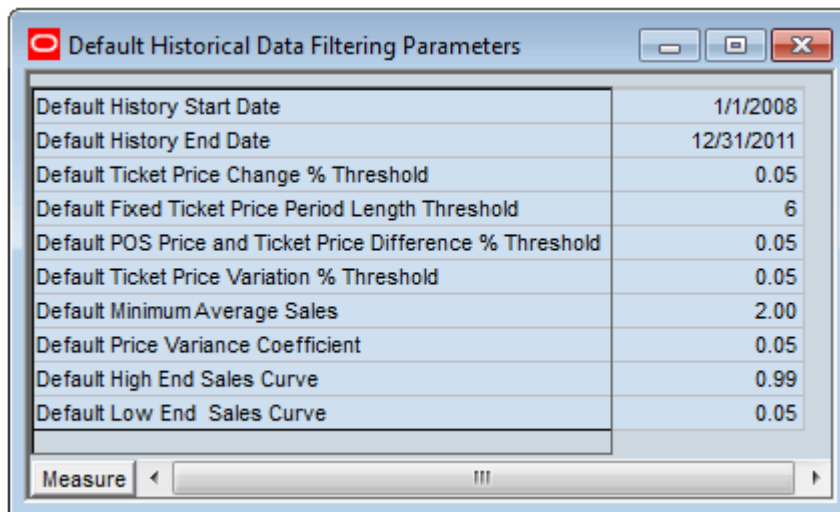 Default Historical Data Filtering Parameters
Default History Start Date 1/1/2008
Default History End Date 12/31/2011
Default Ticket Price Change % Threshold 0.05
Default Fixed Ticket Price Period Length Threshold 6
Default POS Price and Ticket Price Difference % Threshold 0.05
Default Ticket Price Variation % Threshold 0.05
Default Minimum Average Sales 2.00
Default Price Variance Coefficient 0.05
Default High End Sales Curve 0.99
Default Low End Sales Curve 0.05
Measure